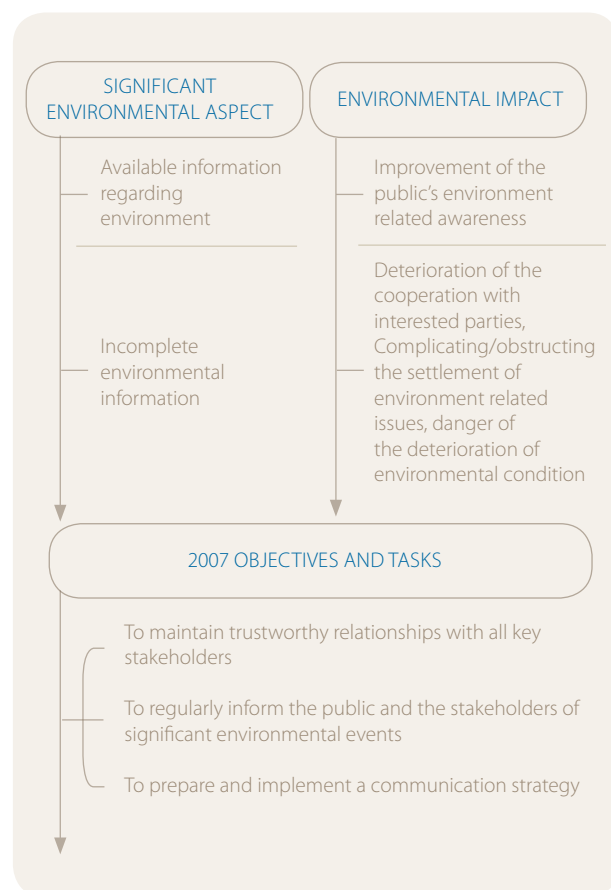 SIGNIFICANT
ENVIRONMENTAL ASPECT
ENVIRONMENTAL IMPACT
Available information
regarding
environment
Improvement of the
public's environment
related awareness
Incomplete
environmental
information
Deterioration of the
cooperation with
interested parties,
Complicating/obstructing
the settlement of
environment related
issues, danger of
the deterioration of
environmental condition
2007 OBJECTIVES AND TASKS
To maintain trustworthy relationships with all key
stakeholders
To regularly inform the public and the stakeholders of
significant environmental events
To prepare and implement a communication strategy